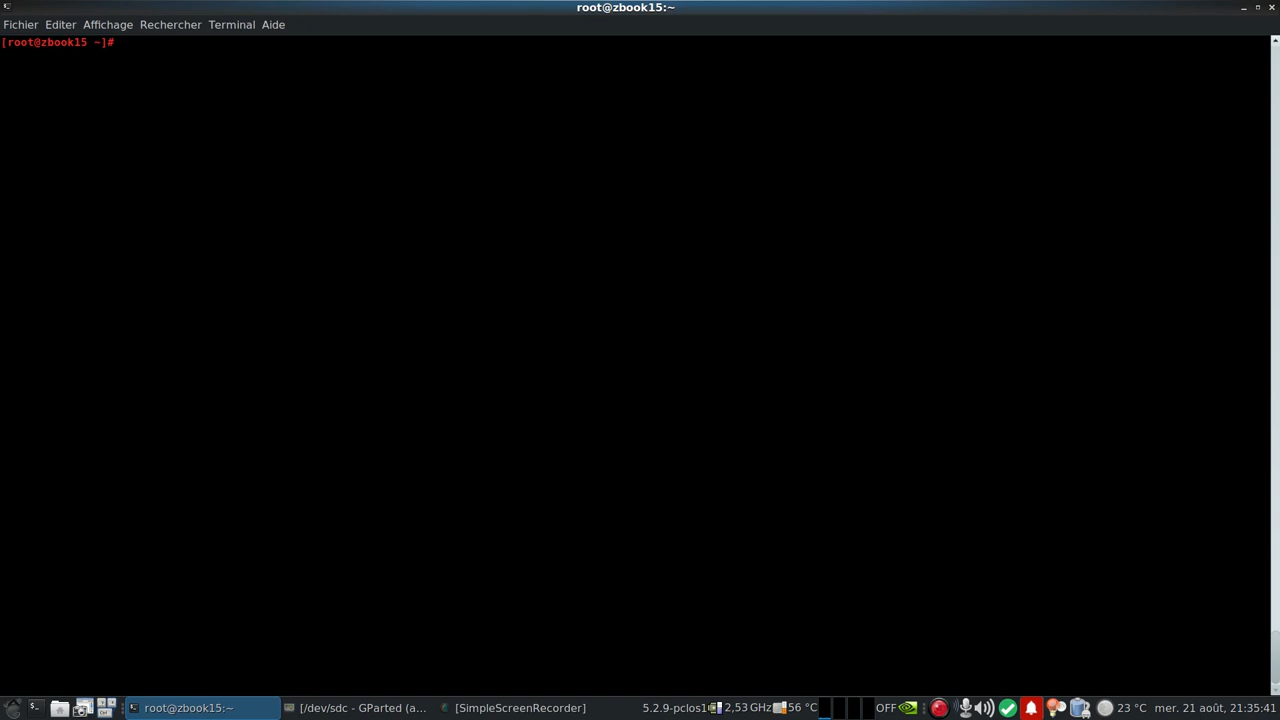 root@zbook15:~
Fichier Editer Affichage Rechercher Terminal Aide
[root@zbook15 ~]#
root@zbook15:~ [/dev/sdc - GParted (a... [SimpleScreenRecorder] 5.2.9-pclos1 2,53 GHz 56 °C OFF 23 °C mer. 21 août, 21:35:41